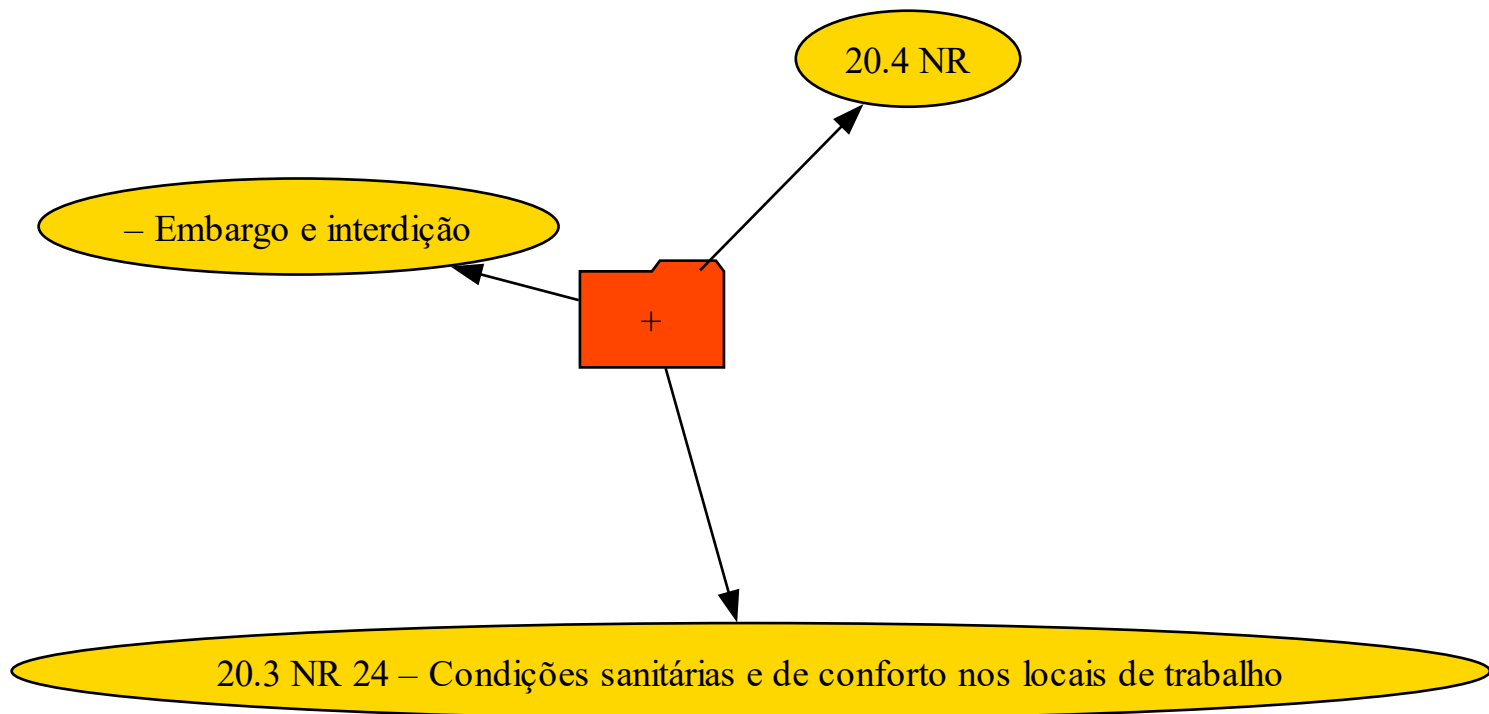 20.4 NR
– Embargo e interdição
+
20.3 NR 24 – Condições sanitárias e de conforto nos locais de trabalho